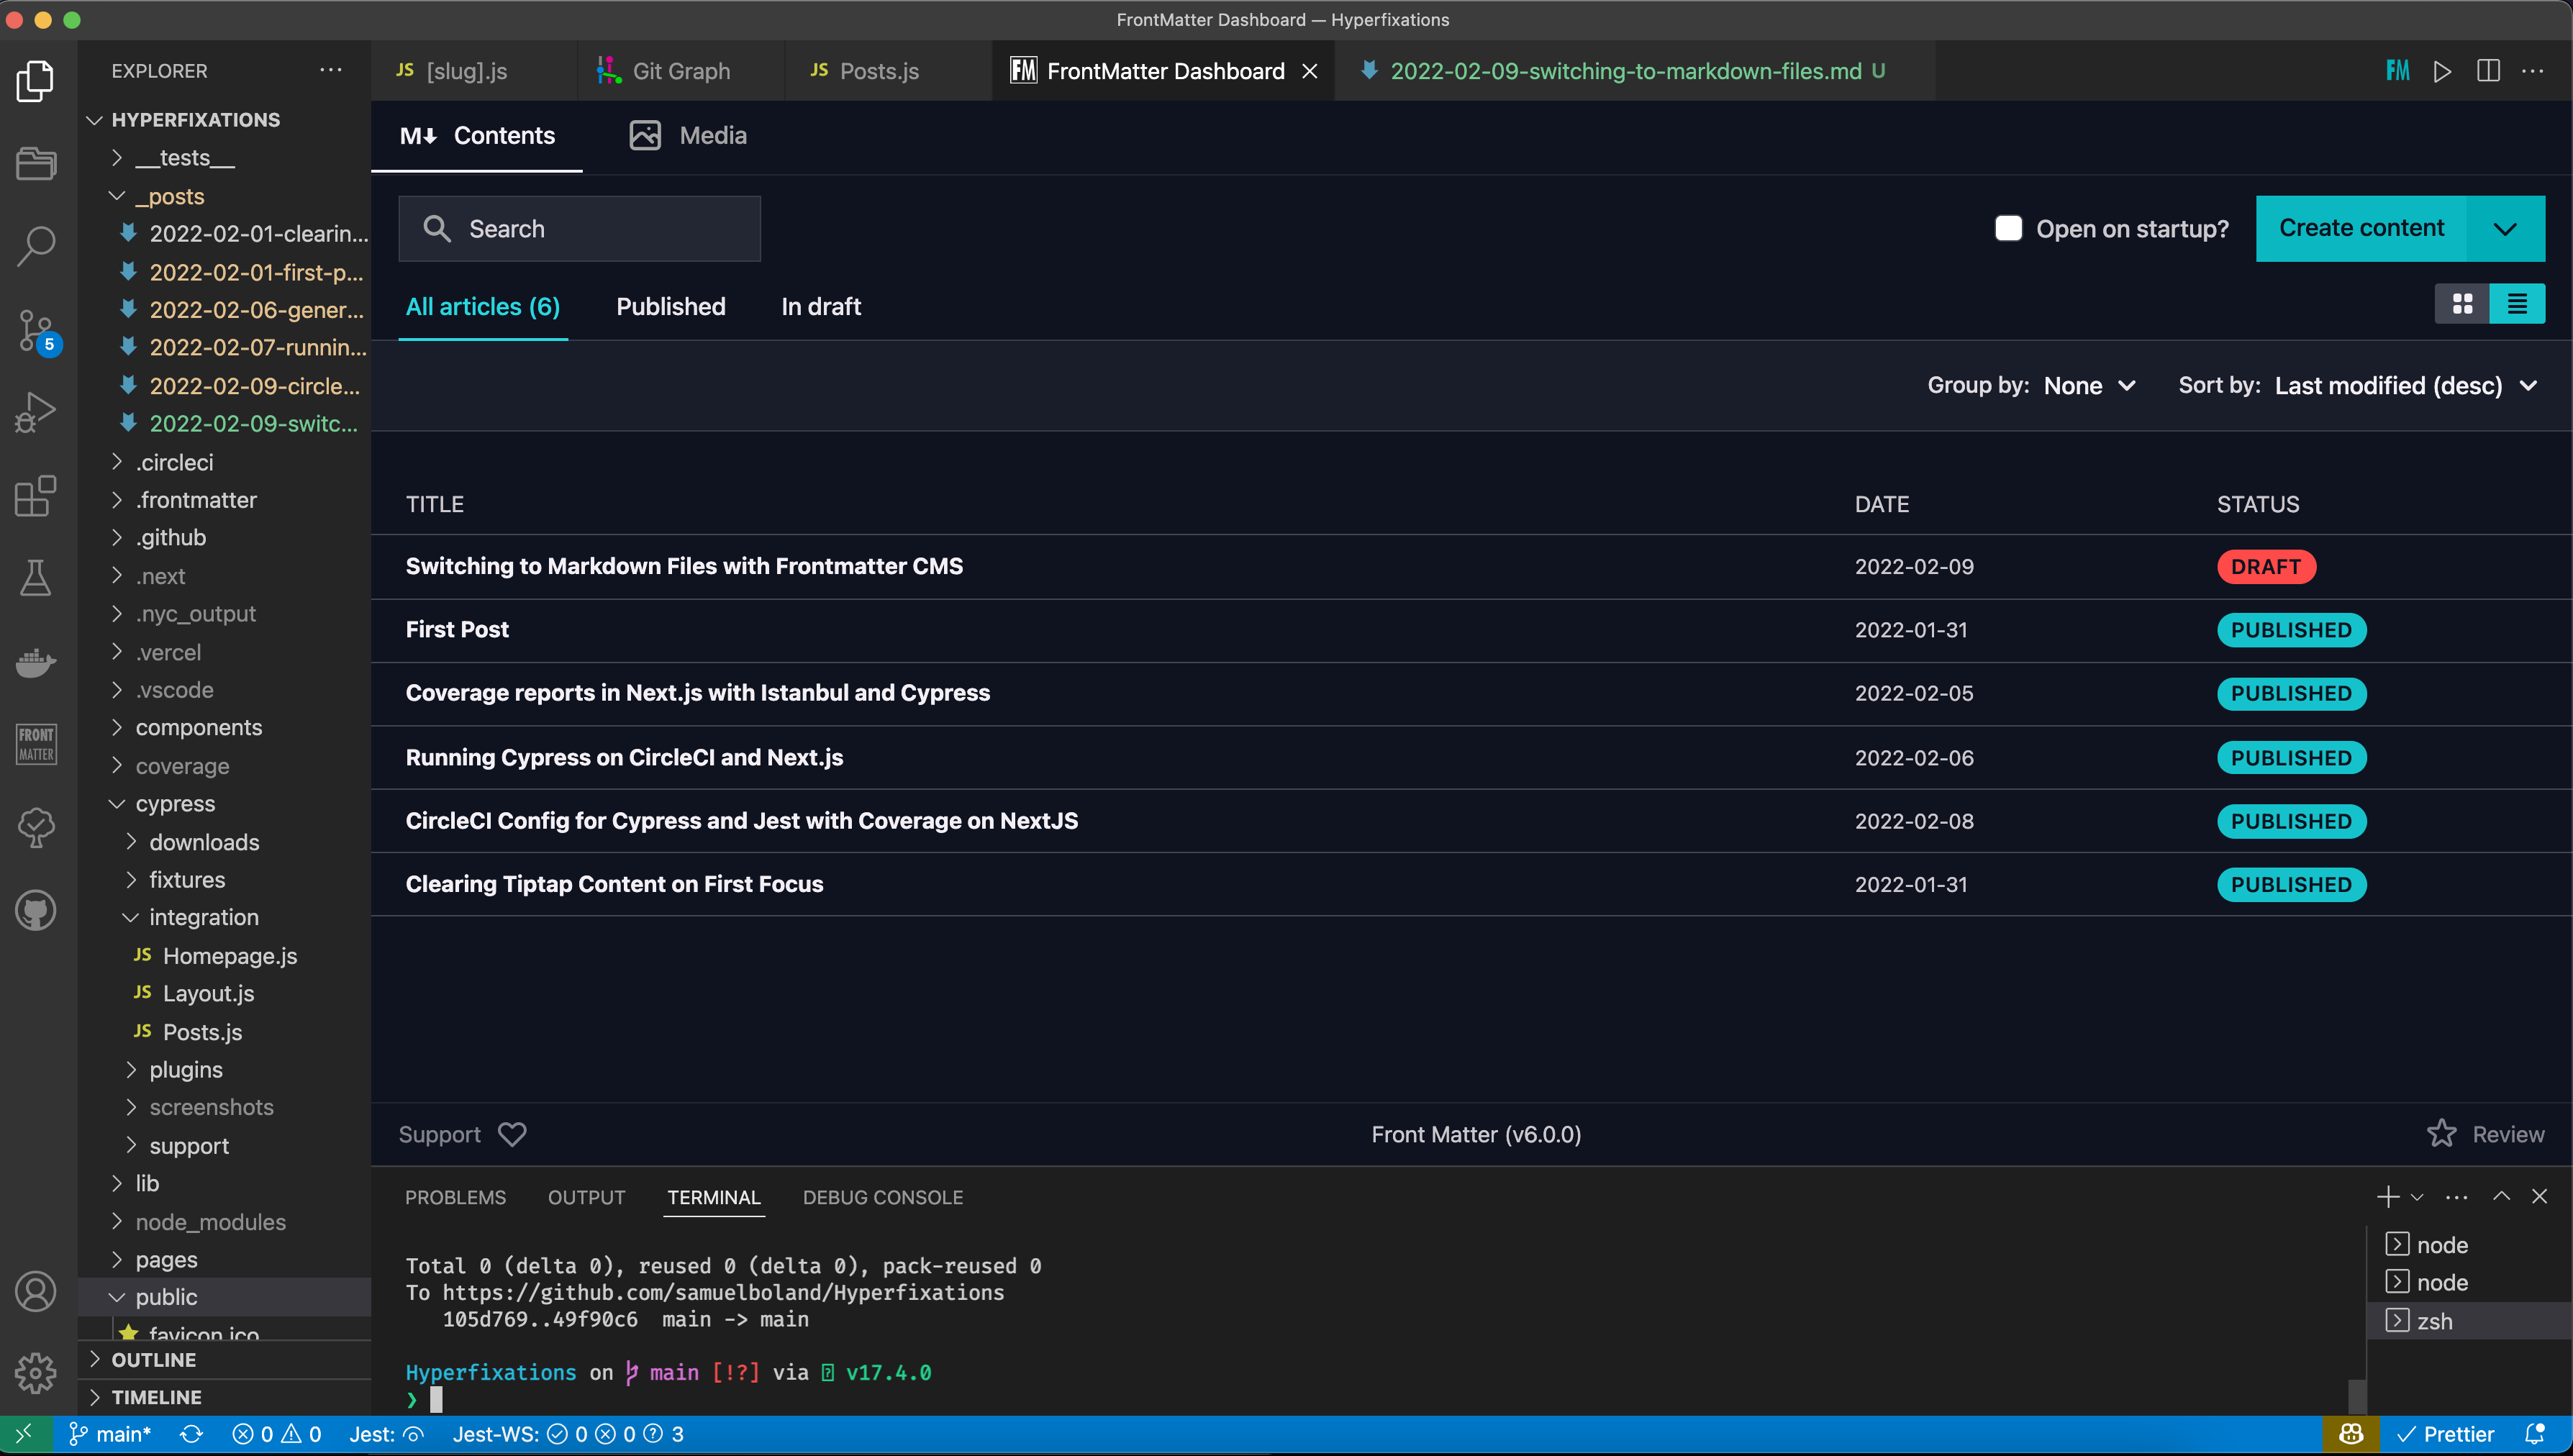 FrontMatter Dashboard — Hyperfixations
EXPLORER
JS [slug].js
Git Graph
JS Posts.js
FM FrontMatter Dashboard
2022-02-09-switching-to-markdown-files.md U
FM
HYPERFIXATIONS
__tests__
_posts
2022-02-01-clearin...
2022-02-01-first-p...
2022-02-06-gener...
2022-02-07-runnin...
2022-02-09-circle...
2022-02-09-switc...
.circleci
.frontmatter
.github
.next
.nyc_output
.vercel
.vscode
components
coverage
cypress
downloads
fixtures
integration
JS Homepage.js
JS Layout.js
JS Posts.js
plugins
screenshots
support
lib
node_modules
pages
public
favicon.ico
OUTLINE
TIMELINE
5
FRONT
MATTER
M Contents
Media
Search
Open on startup?
Create content
All articles (6)
Published
In draft
Group by: None
Sort by: Last modified (desc)
TITLE DATE STATUS
Switching to Markdown Files with Frontmatter CMS 2022-02-09 DRAFT
First Post 2022-01-31 PUBLISHED
Coverage reports in Next.js with Istanbul and Cypress 2022-02-05 PUBLISHED
Running Cypress on CircleCI and Next.js 2022-02-06 PUBLISHED
CircleCI Config for Cypress and Jest with Coverage on NextJS 2022-02-08 PUBLISHED
Clearing Tiptap Content on First Focus 2022-01-31 PUBLISHED
Support
Front Matter (v6.0.0)
Review
PROBLEMS OUTPUT TERMINAL DEBUG CONSOLE
Total 0 (delta 0), reused 0 (delta 0), pack-reused 0
To https://github.com/samuelboland/Hyperfixations
105d769..49f90c6 main -> main
Hyperfixations on main [!?] via v17.4.0
❯
node
node
zsh
main* 0 0 Jest: Jest-WS: 0 0 3
Prettier